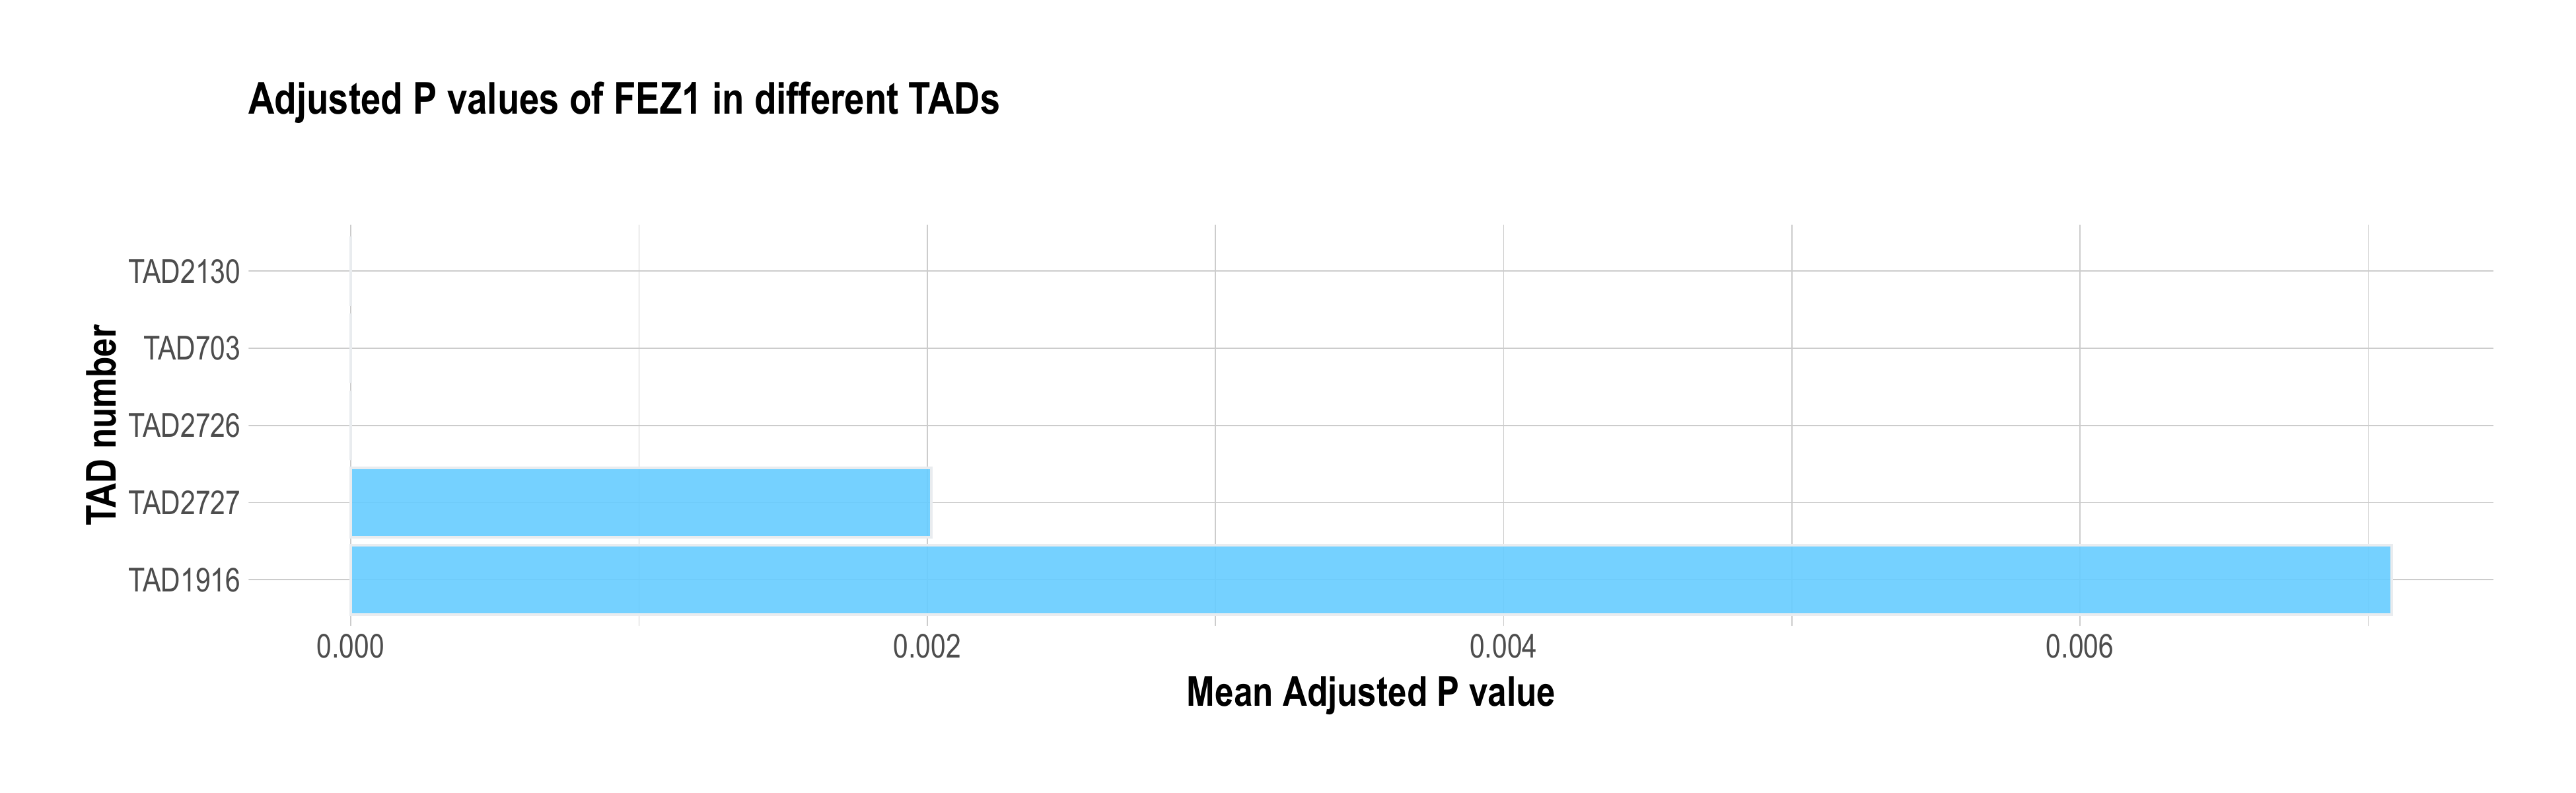 Adjusted P values of FEZ1 in different TADs
TAD number
TAD2130
TAD703
TAD2726
TAD2727
TAD1916
0.000 0.002 0.004 0.006
Mean Adjusted P value